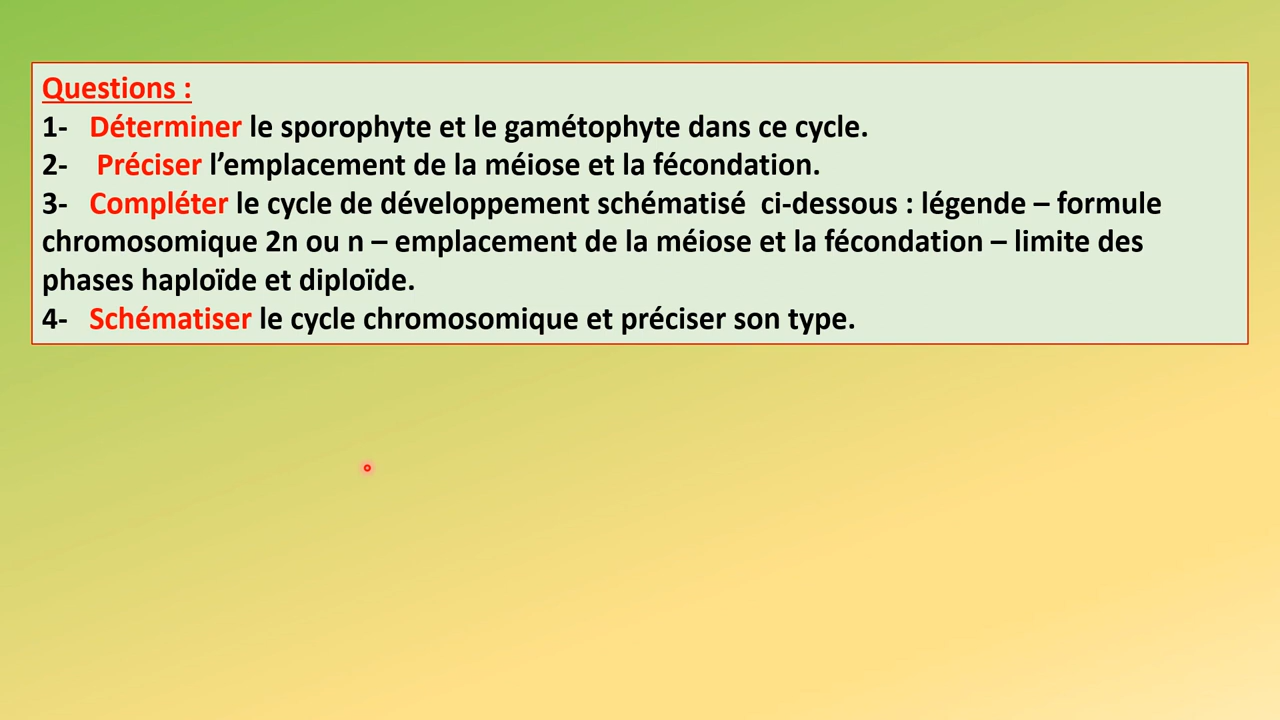 Questions :
1- Déterminer le sporophyte et le gamétophyte dans ce cycle.
2- Préciser l’emplacement de la méiose et la fécondation.
3- Compléter le cycle de développement schématisé ci-dessous : légende – formule
chromosomique 2n ou n – emplacement de la méiose et la fécondation – limite des
phases haploïde et diploïde.
4- Schématiser le cycle chromosomique et préciser son type.